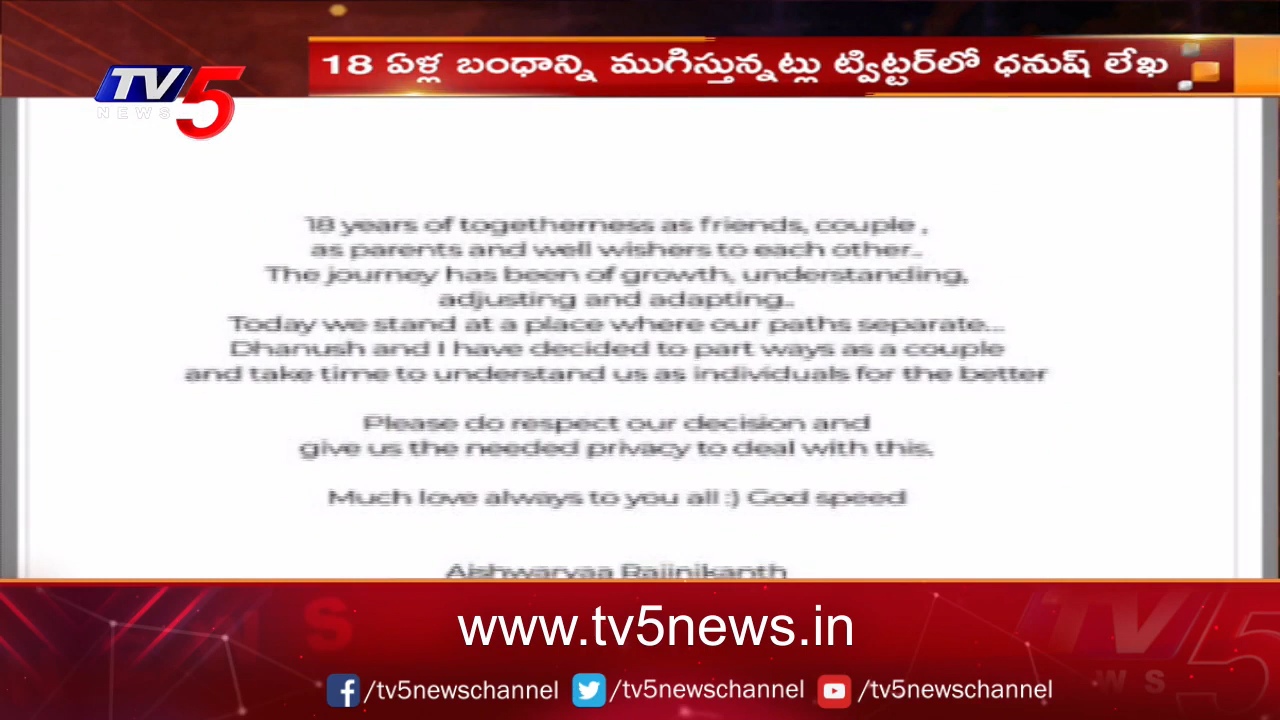 18 ఏళ్ల బంధాన్ని ముగిస్తున్నట్లు ట్విట్టర్‌లో ధనుష్ లేఖ
TV5
NEWS
18 years of togetherness as friends, couple ,
as parents and well wishers to each other..
The journey has been of growth, understanding,
adjusting and adapting..
Today we stand at a place where our paths separate...
Dhanush and I have decided to part ways as a couple
and take time to understand us as individuals for the better
Please do respect our decision and
give us the needed privacy to deal with this.
Much love always to you all :) God speed
Aishwaryaa Rajinikanth
www.tv5news.in
/tv5newschannel /tv5newschannel /tv5newschannel